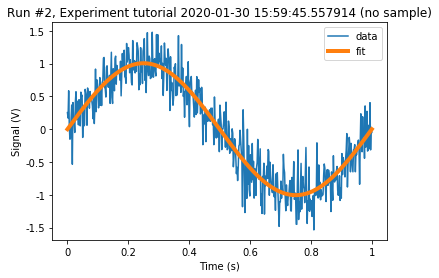 Run #2, Experiment tutorial 2020-01-30 15:59:45.557914 (no sample)
data
fit
Signal (V)
1.5
1
0.5
0
-0.5
-1
-1.5
0
0.2
0.4
0.6
0.8
1
Time (s)